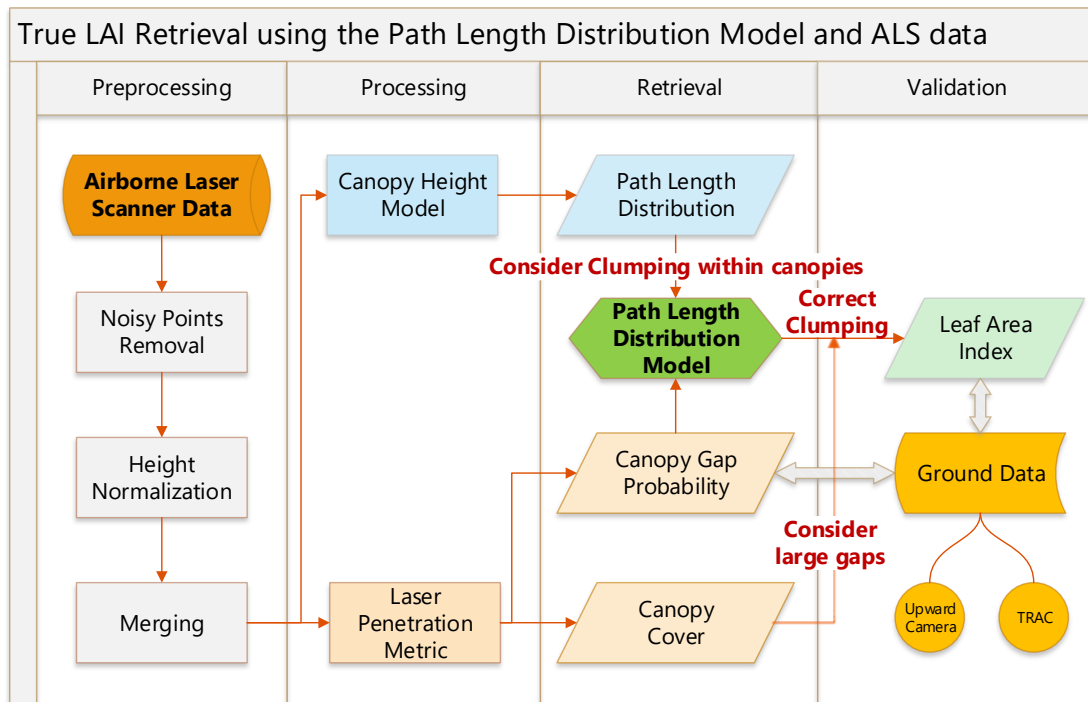 True LAI Retrieval using the Path Length Distribution Model and ALS data
Preprocessing
Processing
Retrieval
Validation
Airborne Laser
Scanner Data
Canopy Height
Model
Path Length
Distribution
Consider Clumping within canopies
Noisy Points
Removal
Path Length
Distribution
Model
Correct
Clumping
Leaf Area
Index
Height
Normalization
Canopy Gap
Probability
Ground Data
Consider
large gaps
Merging
Laser
Penetration
Metric
Canopy
Cover
Upward
Camera
TRAC